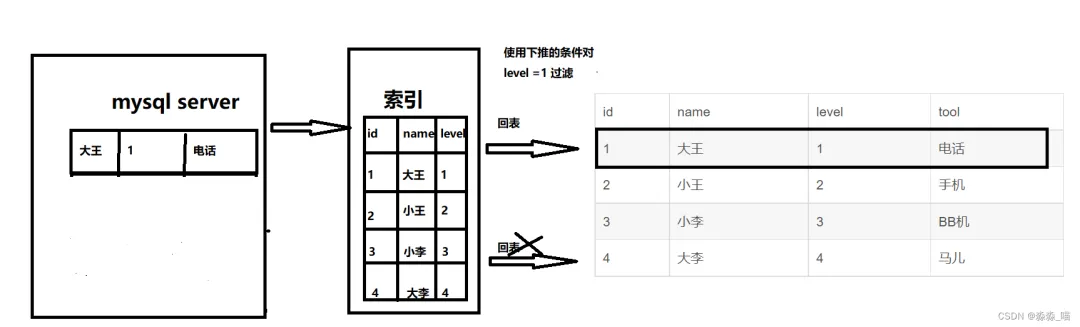 mysql server
大王 1 电话
索引
id name level
1 大王 1
2 小王 2
3 小李 3
4 大李 4
使用下推的条件对
level =1 过滤
回表
回表
id name level tool
1 大王 1 电话
2 小王 2 手机
3 小李 3 BB机
4 大李 4 马儿
CSDN @淼淼_喵